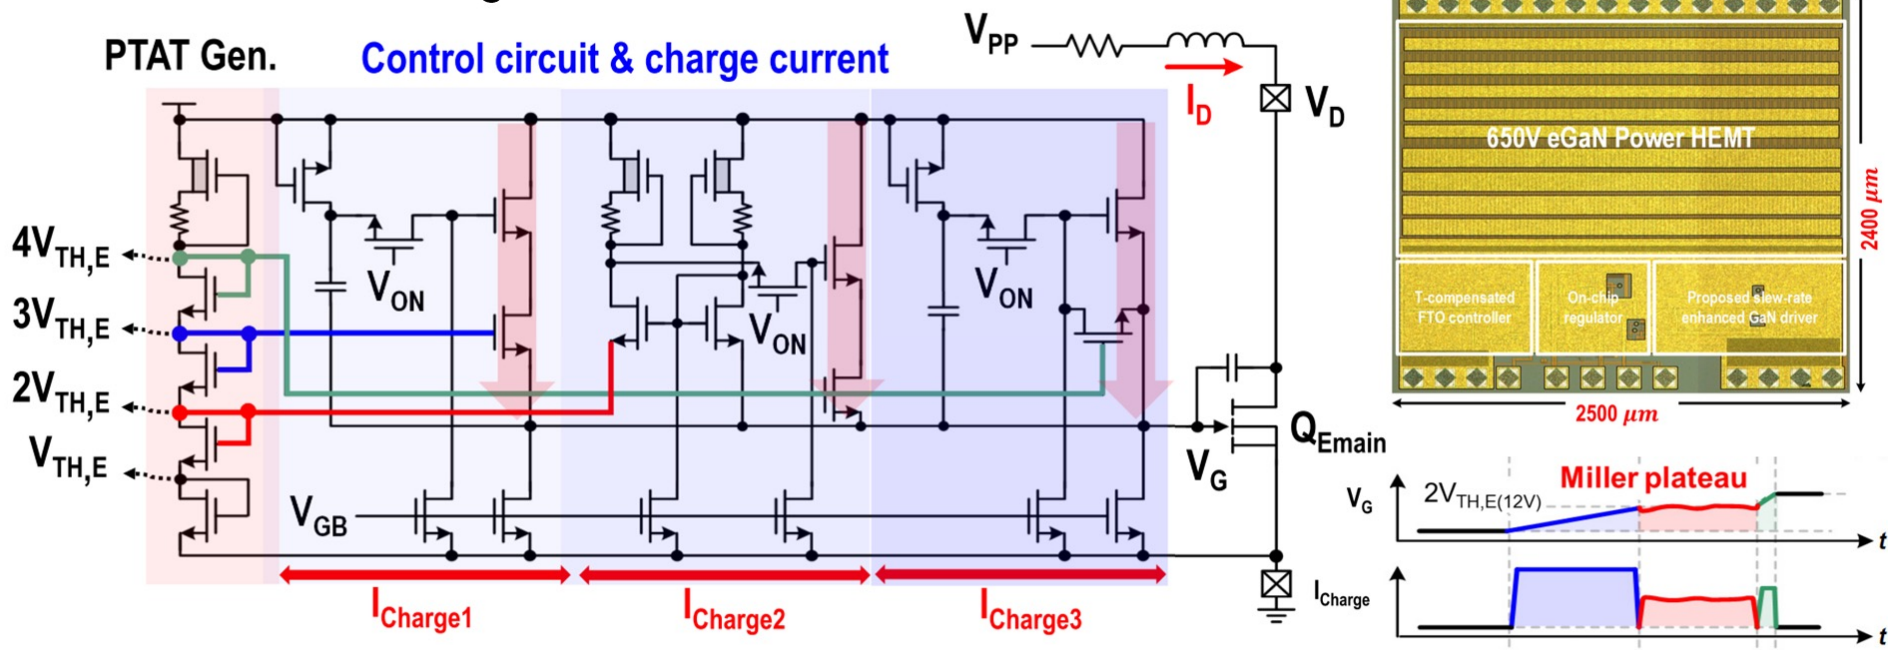 PTAT Gen.
Control circuit & charge current
V_PP
I_D
V_D
4V_TH,E
3V_TH,E
2V_TH,E
V_TH,E
V_ON
V_ON
V_ON
V_GB
V_G
Q_Emain
I_Charge1
I_Charge2
I_Charge3
650V eGaN Power HEMT
T-compensated
FTO controller
On-chip
regulator
Proposed slew-rate
enhanced GaN driver
2400 μm
2500 μm
Miller plateau
V_G
2V_TH,E(12V)
t
I_Charge
t